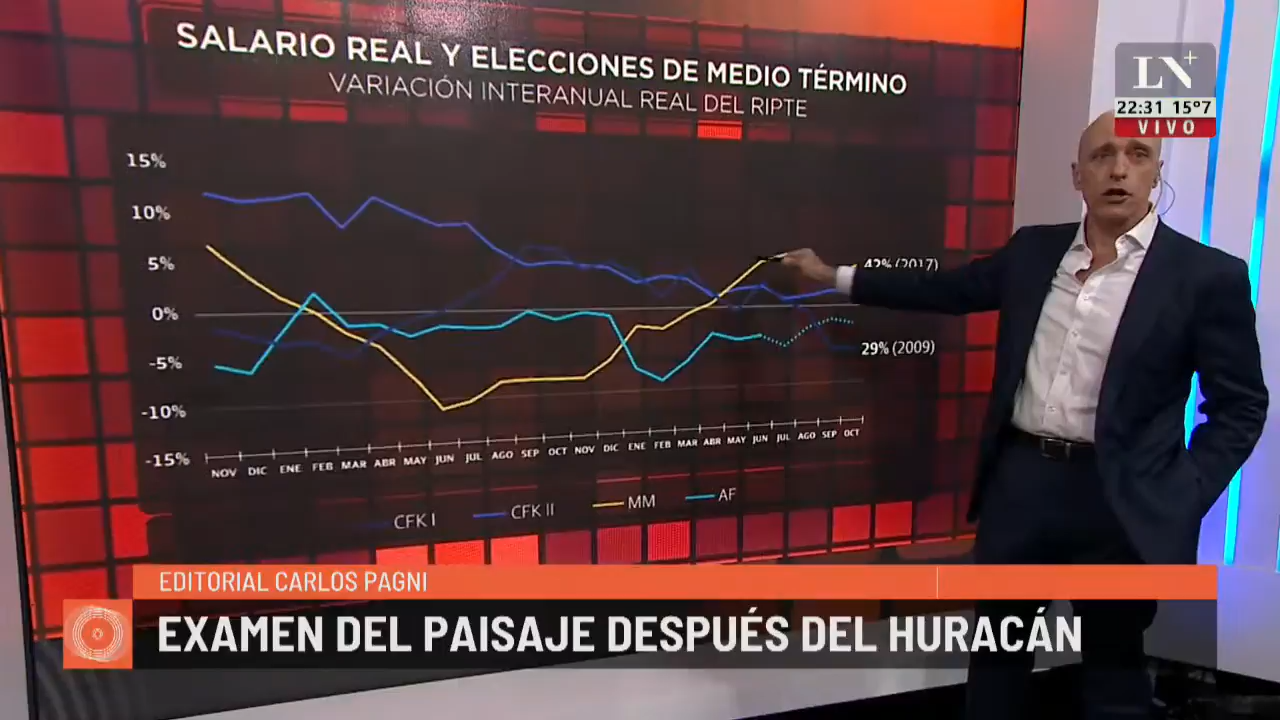 SALARIO REAL Y ELECCIONES DE MEDIO TÉRMINO
VARIACIÓN INTERANUAL REAL DEL RIPTE
LN+
22:31 15º7
VIVO
15%
10%
5%
0%
-5%
-10%
-15%
42% (2017)
29% (2009)
NOV DIC ENE FEB MAR ABR MAY JUN JUL AGO SEP OCT NOV DIC ENE FEB MAR ABR MAY JUN JUL AGO SEP OCT
CFK I CFK II MM AF
EDITORIAL CARLOS PAGNI
EXAMEN DEL PAISAJE DESPUÉS DEL HURACÁN